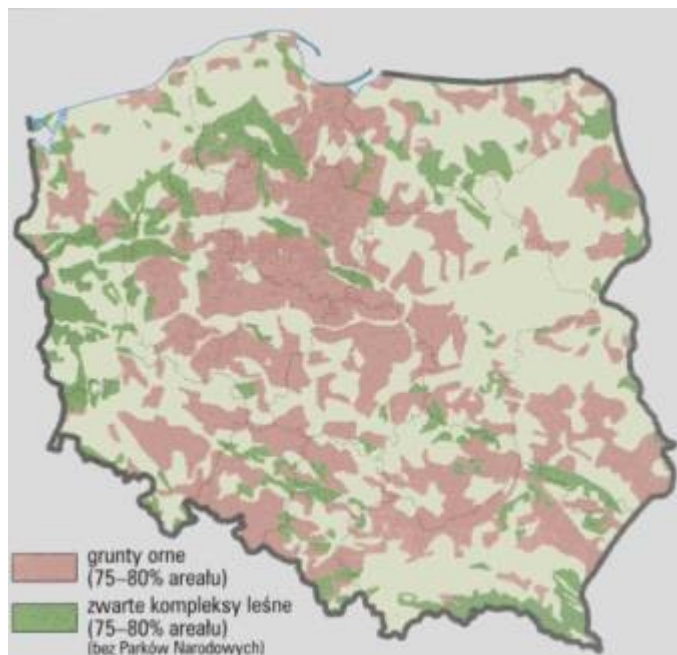 grunty orne
(75–80% areału)
zwarte kompleksy leśne
(75–80% areału)
(bez Parków Narodowych)